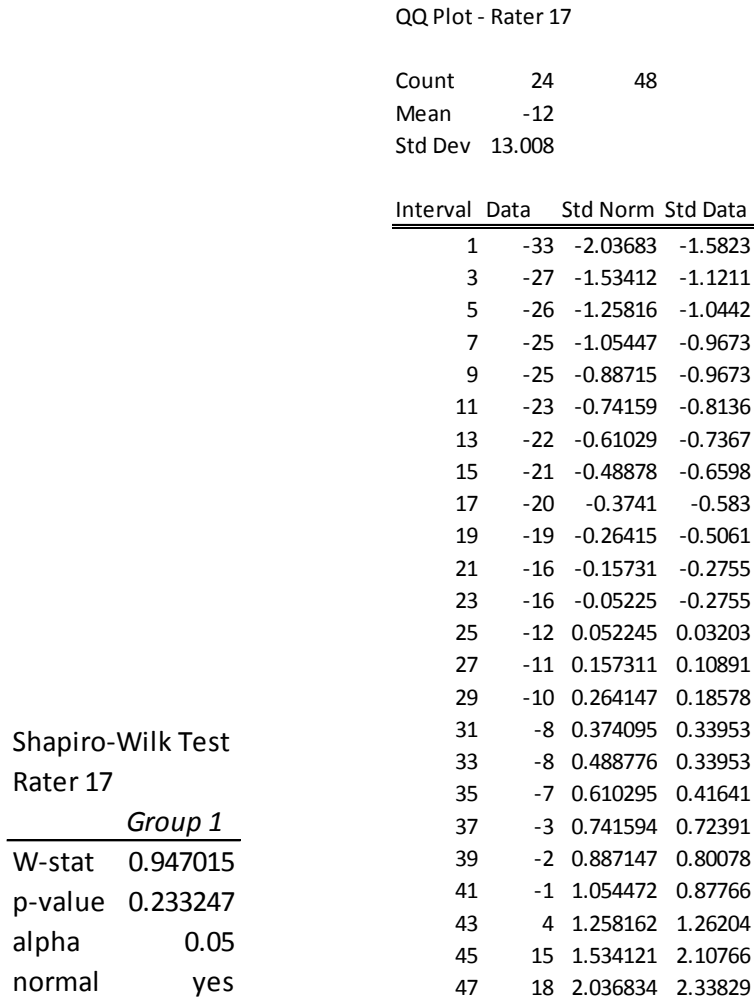 QQ Plot - Rater 17
Count 24 48
Mean -12
Std Dev 13.008
Interval Data Std Norm Std Data
1 -33 -2.03683 -1.5823
3 -27 -1.53412 -1.1211
5 -26 -1.25816 -1.0442
7 -25 -1.05447 -0.9673
9 -25 -0.88715 -0.9673
11 -23 -0.74159 -0.8136
13 -22 -0.61029 -0.7367
15 -21 -0.48878 -0.6598
17 -20 -0.3741 -0.583
19 -19 -0.26415 -0.5061
21 -16 -0.15731 -0.2755
23 -16 -0.05225 -0.2755
25 -12 0.052245 0.03203
27 -11 0.157311 0.10891
29 -10 0.264147 0.18578
31 -8 0.374095 0.33953
33 -8 0.488776 0.33953
35 -7 0.610295 0.41641
37 -3 0.741594 0.72391
39 -2 0.887147 0.80078
41 -1 1.054472 0.87766
43 4 1.258162 1.26204
45 15 1.534121 2.10766
47 18 2.036834 2.33829
Shapiro-Wilk Test
Rater 17
Group 1
W-stat 0.947015
p-value 0.233247
alpha 0.05
normal yes